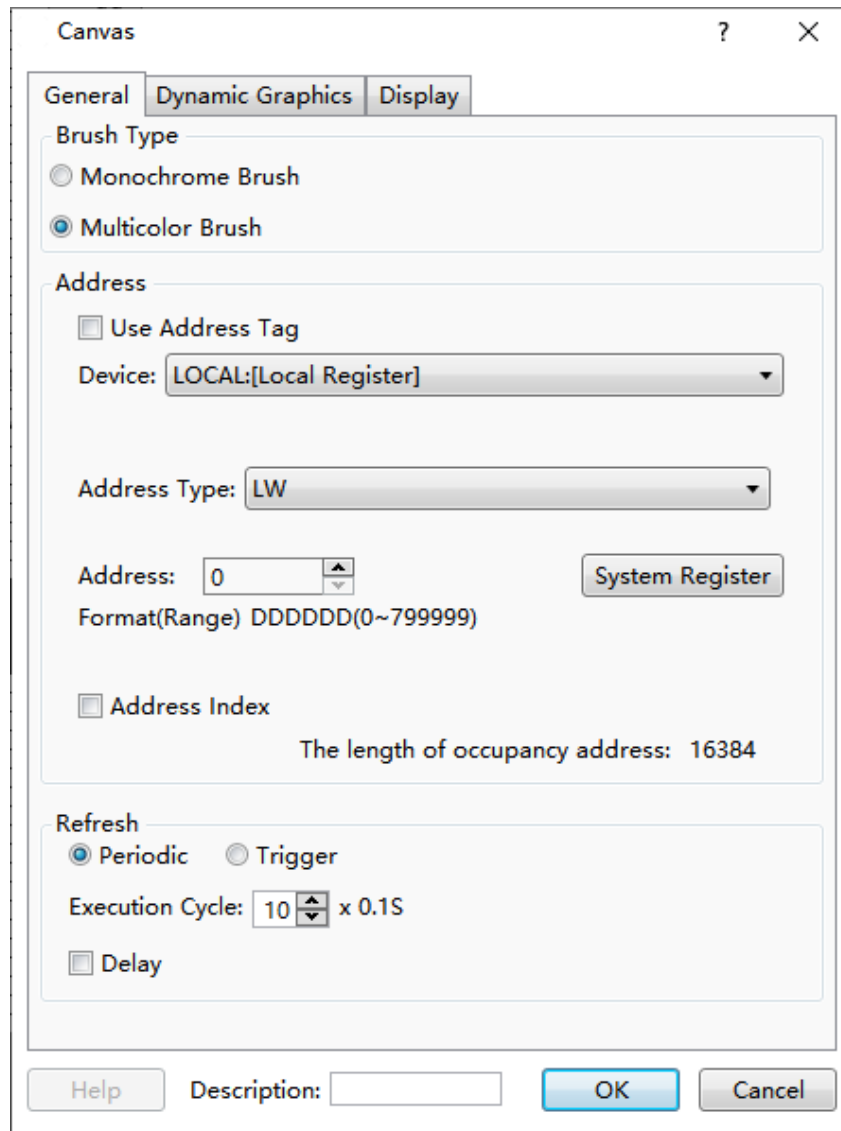 Canvas ?
General Dynamic Graphics Display
Brush Type
Monochrome Brush
Multicolor Brush
Address
Use Address Tag
Device: LOCAL:[Local Register]
Address Type: LW
Address: 0 System Register
Format(Range) DDDDDD(0~799999)
Address Index
The length of occupancy address: 16384
Refresh
Periodic Trigger
Execution Cycle: 10 x 0.1S
Delay
Help Description: OK Cancel